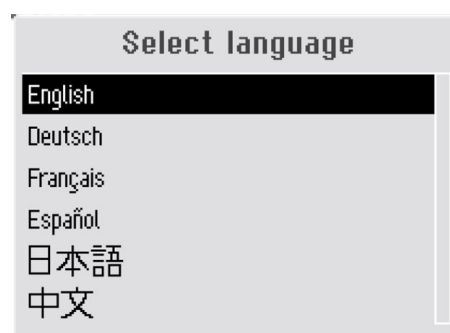 Select language
English
Deutsch
Français
Español
日本語
中文